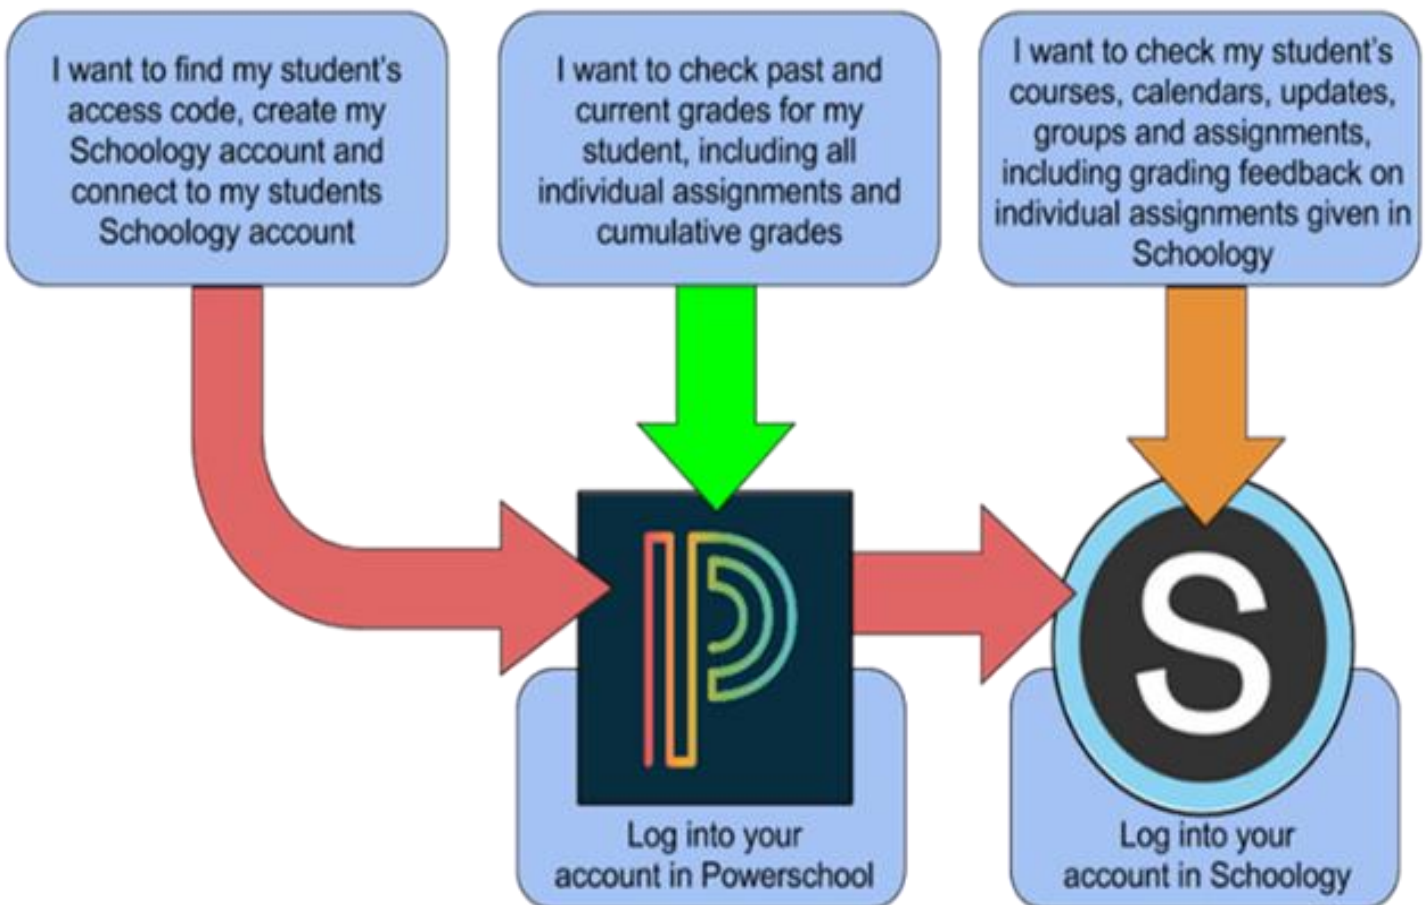 I want to find my student's
access code, create my
Schoology account and
connect to my students
Schoology account
I want to check past and
current grades for my
student, including all
individual assignments and
cumulative grades
I want to check my student's
courses, calendars, updates,
groups and assignments,
including grading feedback on
individual assignments given in
Schoology
P
S
Log into your
account in Powerschool
Log into your
account in Schoology